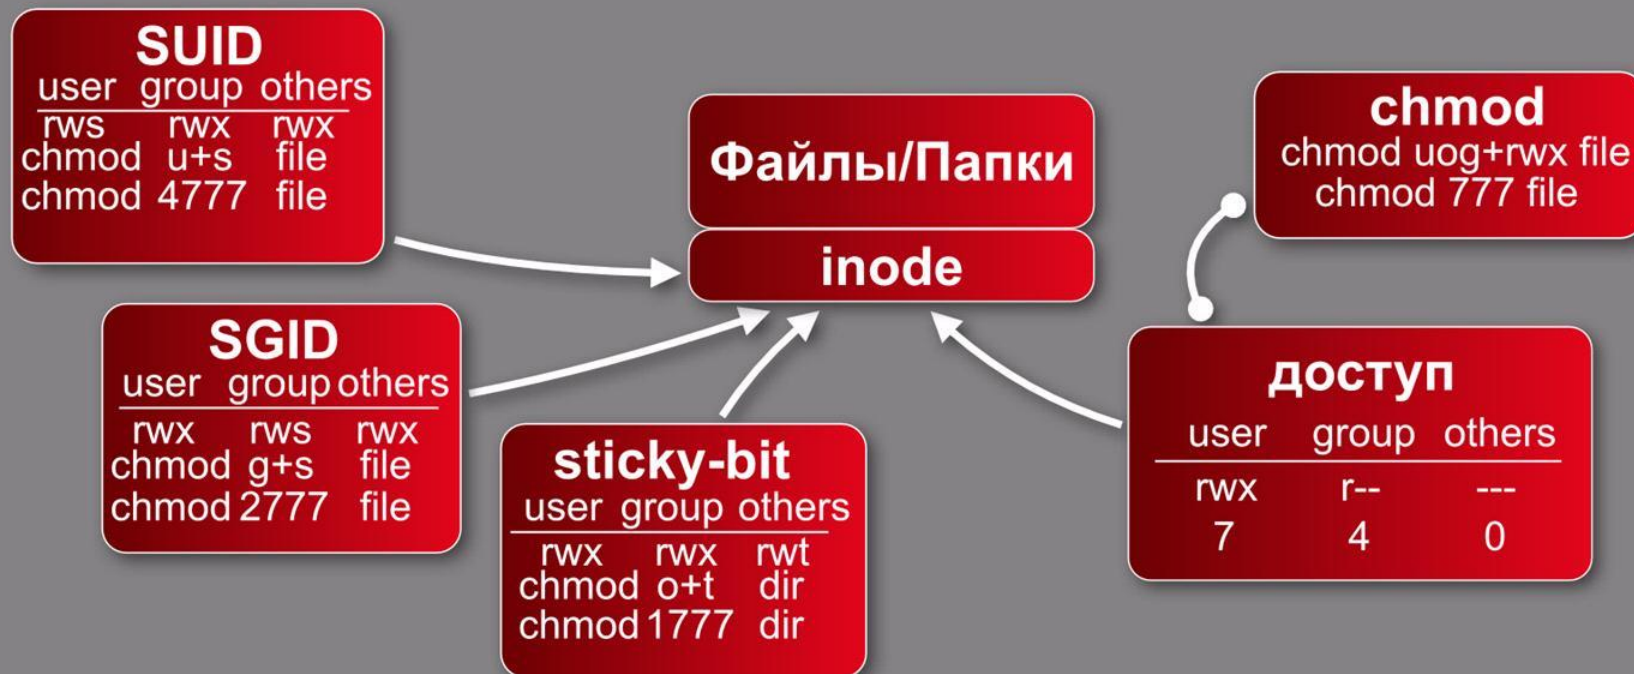 SUID
user group others
rws rwx rwx
chmod u+s file
chmod 4777 file
Файлы/Папки
inode
chmod
chmod uog+rwx file
chmod 777 file
SGID
user group others
rwx rws rwx
chmod g+s file
chmod 2777 file
sticky-bit
user group others
rwx rwx rwt
chmod o+t dir
chmod 1777 dir
доступ
user group others
rwx r-- ---
7 4 0